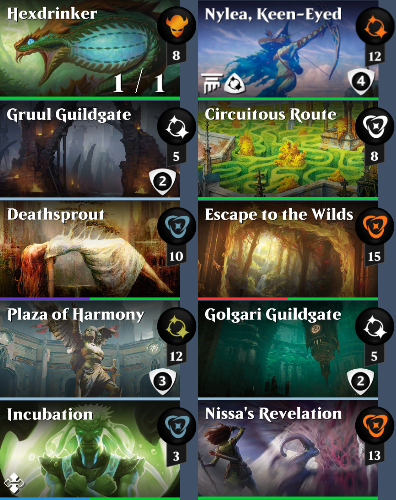 Hexdrinker
8
1 / 1
Nylea, Keen-Eyed
12
4
Gruul Guildgate
5
2
Circuitous Route
8
Deathsprout
10
Escape to the Wilds
15
Plaza of Harmony
12
3
Golgari Guildgate
5
2
Incubation
3
Nissa's Revelation
13